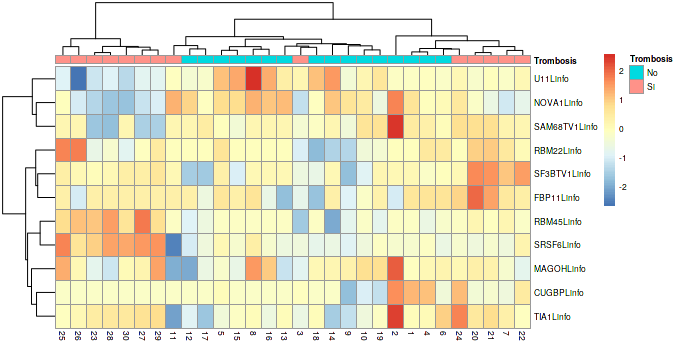 Trombosis
U11Linfo
NOVA1Linfo
SAM68TV1Linfo
RBM22Linfo
SF3BTV1Linfo
FBP11Linfo
RBM45Linfo
SRSF6Linfo
MAGOHLinfo
CUGBPLinfo
TIA1Linfo
25 26 23 28 30 27 29 11 12 17 5 15 8 16 13 3 18 14 9 10 19 2 1 4 6 24 20 21 7 22
2
1
0
-1
-2
Trombosis
No
Si